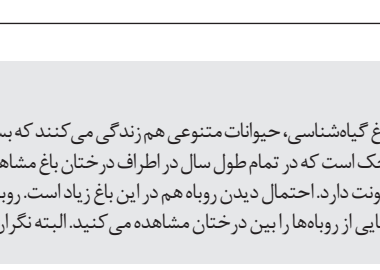 گیاه‌شناسی، حیوانات متنوعی هم زندگی می‌کنند که
است که در تمام طول سال در اطراف درختان باغ
دارد. احتمال دیدن روباه هم در این باغ زیاد است.
از روباه‌ها را بین درختان مشاهده می‌کنید. البته